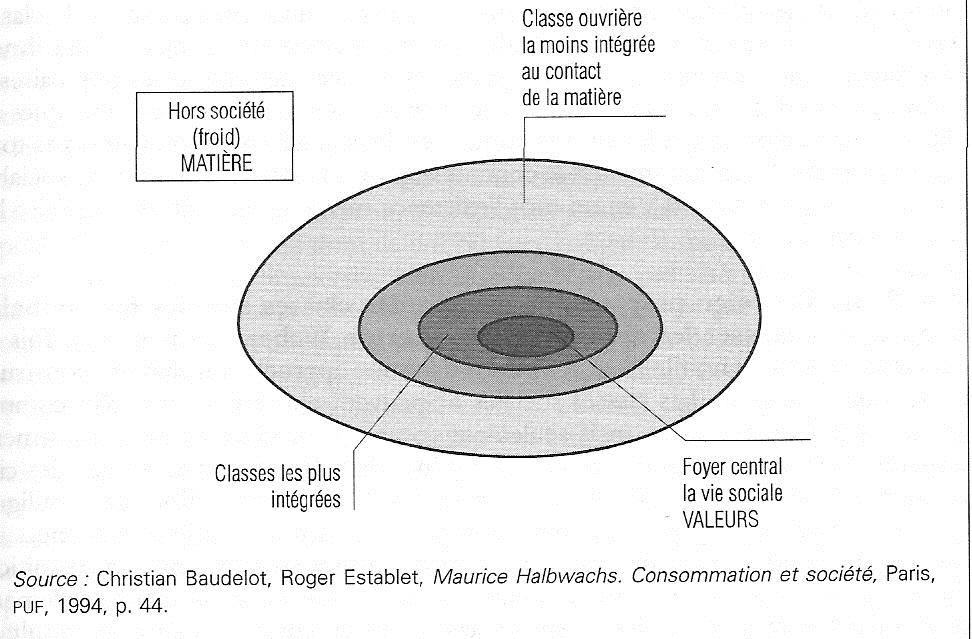 Classe ouvrière
la moins intégrée
au contact
de la matière
Hors société
(froid)
MATIÈRE
Classes les plus
intégrées
Foyer central
la vie sociale
VALEURS
Source : Christian Baudelot, Roger Establet, Maurice Halbwachs. Consommation et société, Paris,
PUF, 1994, p. 44.